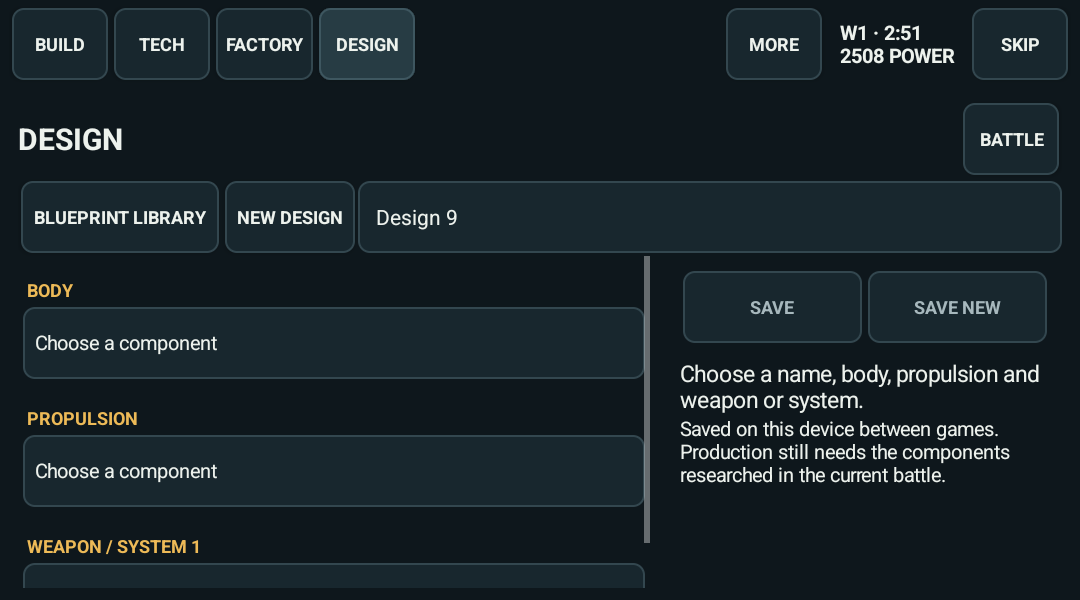 BUILD
TECH
FACTORY
DESIGN
MORE
W1 · 2:51
2508 POWER
SKIP
DESIGN
BATTLE
BLUEPRINT LIBRARY
NEW DESIGN
Design 9
BODY
Choose a component
PROPULSION
Choose a component
WEAPON / SYSTEM 1
SAVE
SAVE NEW
Choose a name, body, propulsion and
weapon or system.
Saved on this device between games.
Production still needs the components
researched in the current battle.